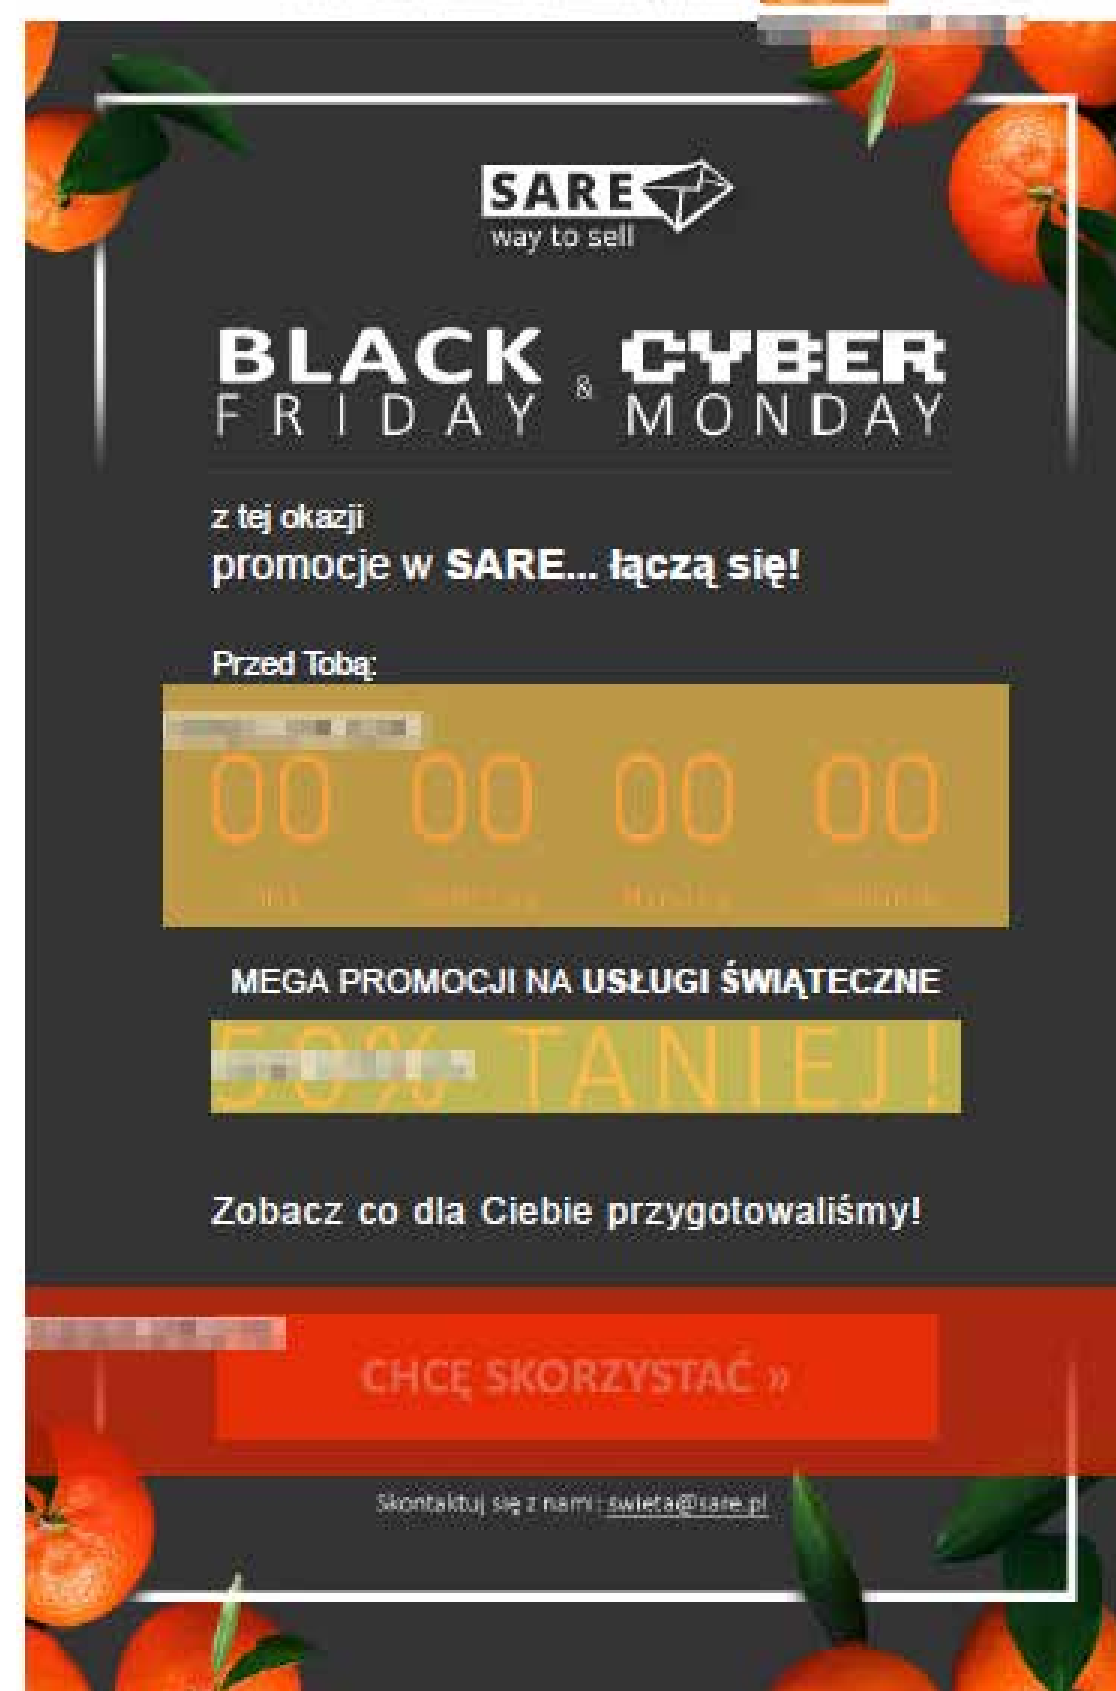 SARE
way to sell
BLACK & CYBER
FRIDAY MONDAY
z tej okazji
promocje w SARE... łączą się!
Przed Tobą:
00 00 00 00
Minuty
MEGA PROMOCJI NA USŁUGI ŚWIĄTECZNE
50% TANIEJ!
Zobacz co dla Ciebie przygotowaliśmy!
CHCĘ SKORZYSTAĆ »
Skontaktuj się z nami: swieta@sare.pl